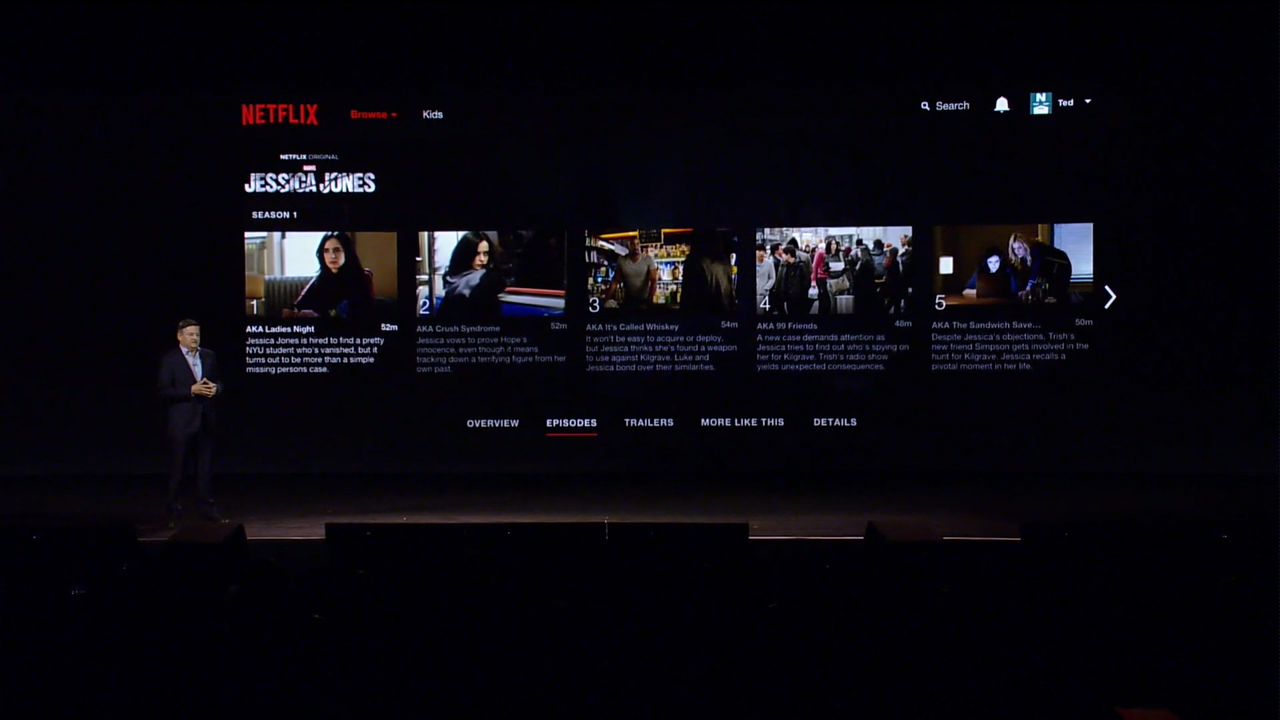 NETFLIX
Browse
Kids
Search
N
Ted
NETFLIX ORIGINAL
MARVEL
JESSICA JONES
SEASON 1
1
2
3
4
5
AKA Ladies Night 52m
Jessica Jones is hired to find a pretty
NYU student who's vanished, but it
turns out to be more than a simple
missing persons case.
AKA Crush Syndrome 52m
Jessica vows to prove Hope's
innocence, even though it means
tracking down a terrifying figure from her
own past.
AKA It's Called Whiskey 54m
It won't be easy to acquire or deploy,
but Jessica thinks she's found a weapon
to use against Kilgrave. Luke and
Jessica bond over their similarities.
AKA 99 Friends 46m
A new case demands attention as
Jessica tries to find out who's spying on
her for Kilgrave. Trish's radio show
yields unexpected consequences.
AKA The Sandwich Save... 50m
Despite Jessica's objections, Trish's
new friend Simpson gets involved in the
hunt for Kilgrave. Jessica recalls a
pivotal moment in her life.
OVERVIEW
EPISODES
TRAILERS
MORE LIKE THIS
DETAILS